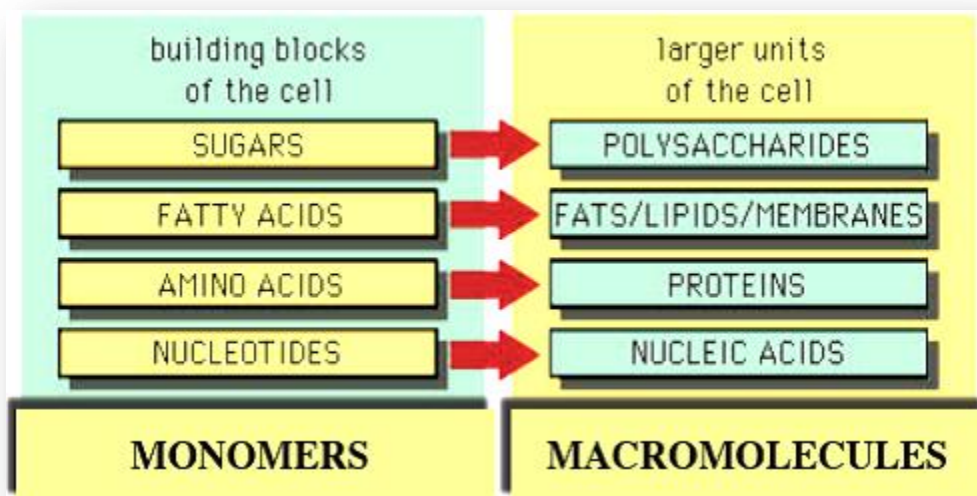 building blocks
of the cell
SUGARS
FATTY ACIDS
AMINO ACIDS
NUCLEOTIDES
MONOMERS
larger units
of the cell
POLYSACCHARIDES
FATS/LIPIDS/MEMBRANES
PROTEINS
NUCLEIC ACIDS
MACROMOLECULES